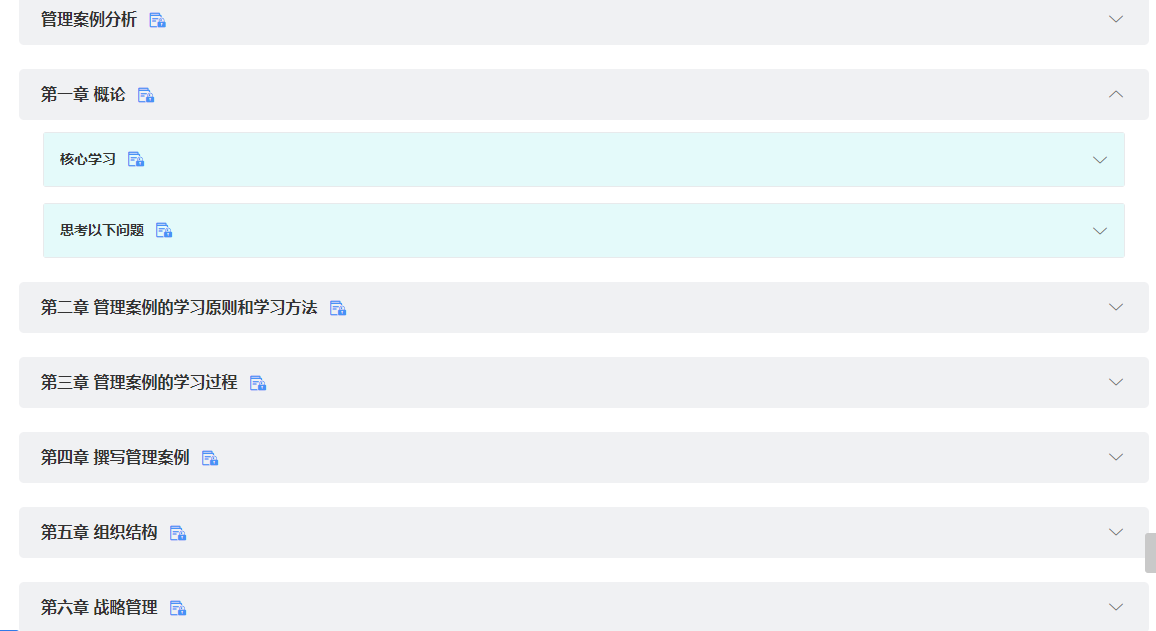 管理案例分析
第一章 概论
核心学习
思考以下问题
第二章 管理案例的学习原则和学习方法
第三章 管理案例的学习过程
第四章 撰写管理案例
第五章 组织结构
第六章 战略管理